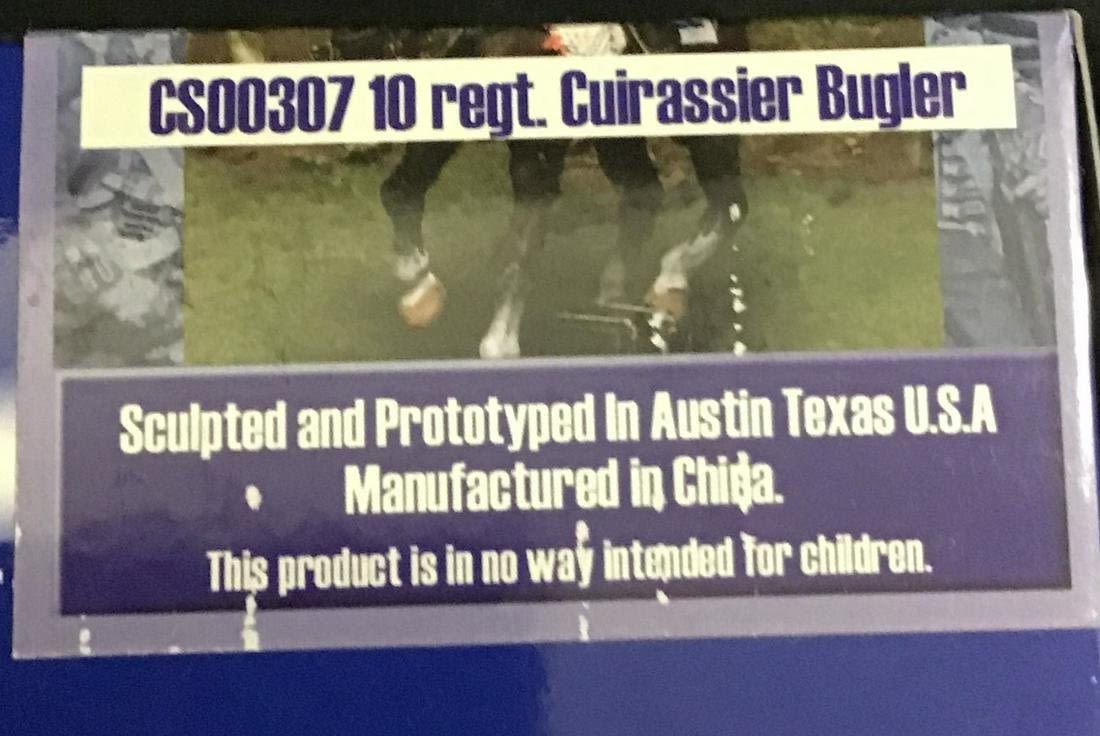 CS00307 10 regt. Cuirassier Bugler
Sculpted and Prototyped In Austin Texas U.S.A
Manufactured in China.
This product is in no way intended for children.